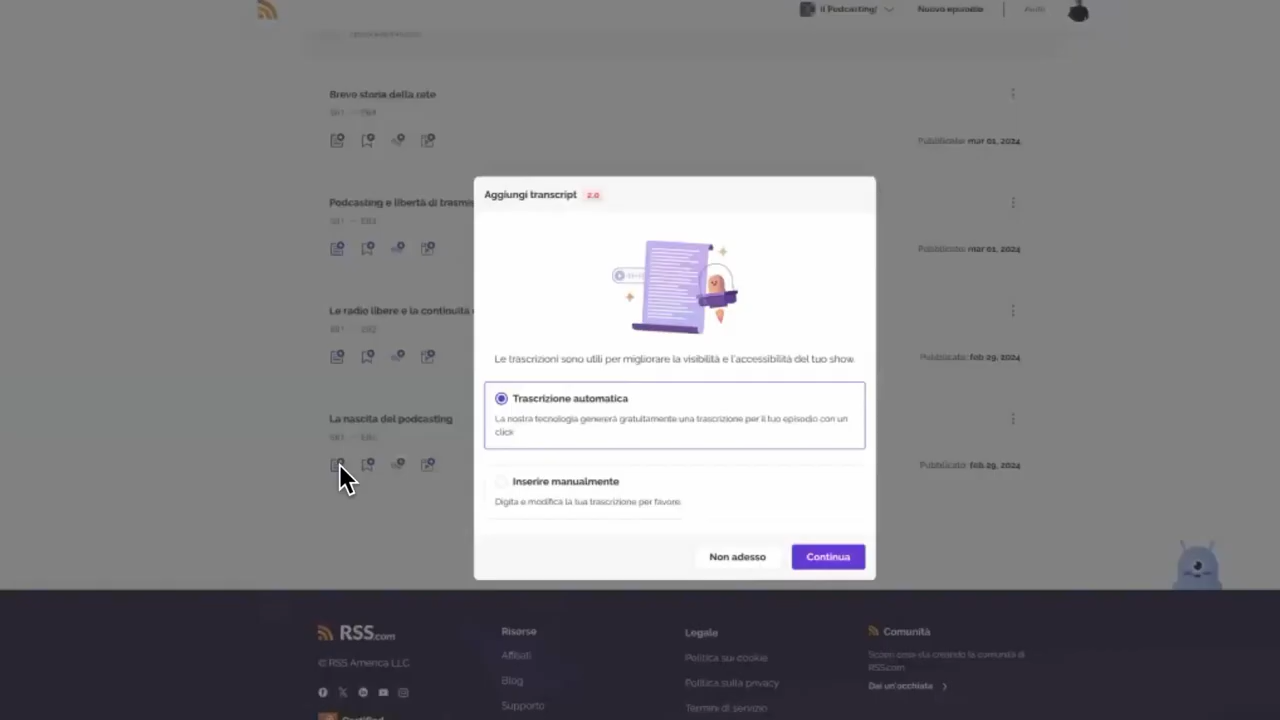 il Podcasting!
Nuovo episodio
Breve storia della rete
Pubblicato: mar 01, 2024
Aggiungi transcript 2.0
Podcasting e libertà di
Pubblicato: mar 01, 2024
Le radio libere e la continuità
Le trascrizioni sono utili per migliorare la visibilità e l'accessibilità del tuo show.
Pubblicato: feb 29, 2024
Trascrizione automatica
La nostra tecnologia genererà gratuitamente una trascrizione per il tuo episodio con un
click
La nascita del podcasting
Pubblicato: feb 29, 2024
Inserire manualmente
Digita e modifica la tua trascrizione per favore.
Non adesso
Continua
RSS.com
© RSS America LLC
Risorse
Affiliati
Blog
Supporto
Legale
Politica sui cookie
Politica sulla privacy
Termini di servizio
Comunità
Scopri cosa sta creando la comunità di
RSS.com
Dai un'occhiata
Certified